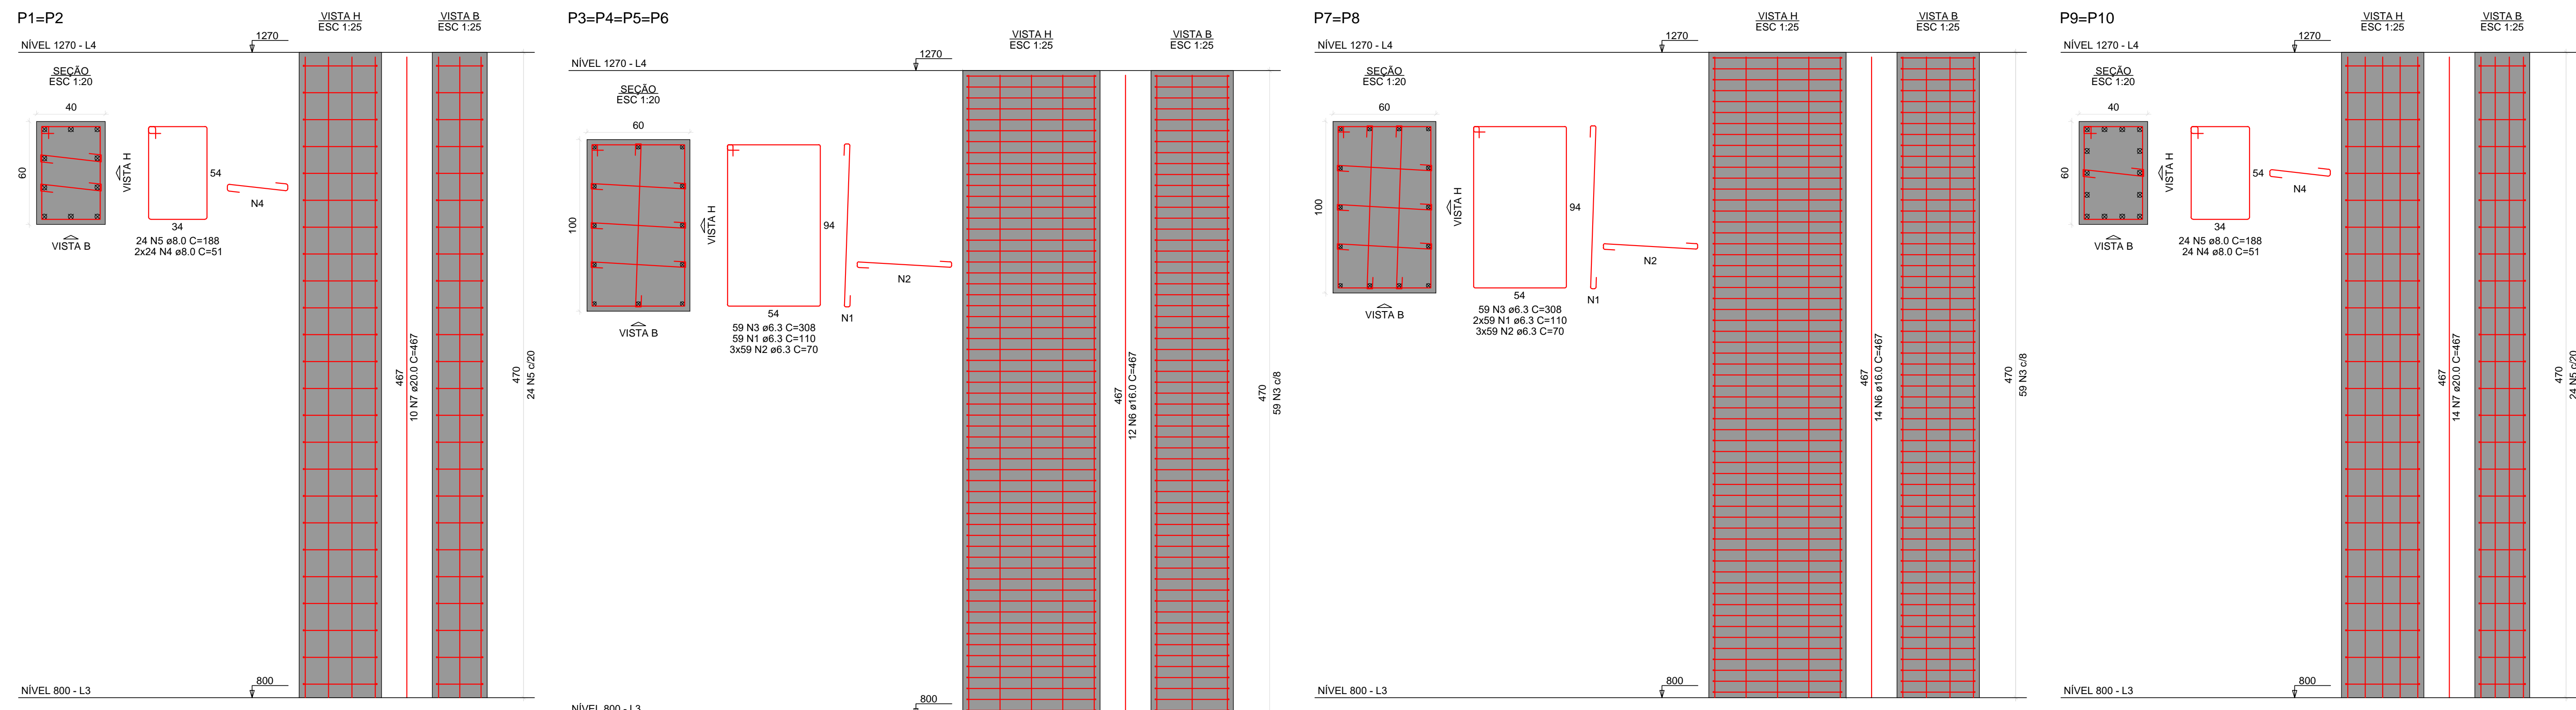 P1=P2
VISTA H
ESC 1:25
VISTA B
ESC 1:25
NÍVEL 1270 - L4
1270
SEÇÃO
ESC 1:20
40
60
VISTA H
VISTA B
54
34
N4
24 N5 ø8.0 C=188
2x24 N4 ø8.0 C=51
467
10 N7 ø20.0 C=467
470
24 N5 c/20
NÍVEL 800 - L3
800
P3=P4=P5=P6
VISTA H
ESC 1:25
VISTA B
ESC 1:25
NÍVEL 1270 - L4
1270
SEÇÃO
ESC 1:20
60
100
VISTA H
VISTA B
94
54
N1
N2
59 N3 ø6.3 C=308
59 N1 ø6.3 C=110
3x59 N2 ø6.3 C=70
467
12 N6 ø16.0 C=467
470
59 N3 c/8
NÍVEL 800 - L3
800
P7=P8
VISTA H
ESC 1:25
VISTA B
ESC 1:25
NÍVEL 1270 - L4
1270
SEÇÃO
ESC 1:20
60
100
VISTA H
VISTA B
94
54
N1
N2
59 N3 ø6.3 C=308
2x59 N1 ø6.3 C=110
3x59 N2 ø6.3 C=70
467
14 N6 ø16.0 C=467
470
59 N3 c/8
NÍVEL 800 - L3
800
P9=P10
VISTA H
ESC 1:25
VISTA B
ESC 1:25
NÍVEL 1270 - L4
1270
SEÇÃO
ESC 1:20
40
60
VISTA H
VISTA B
54
34
N4
24 N5 ø8.0 C=188
24 N4 ø8.0 C=51
467
14 N7 ø20.0 C=467
470
24 N5 c/20
NÍVEL 800 - L3
800